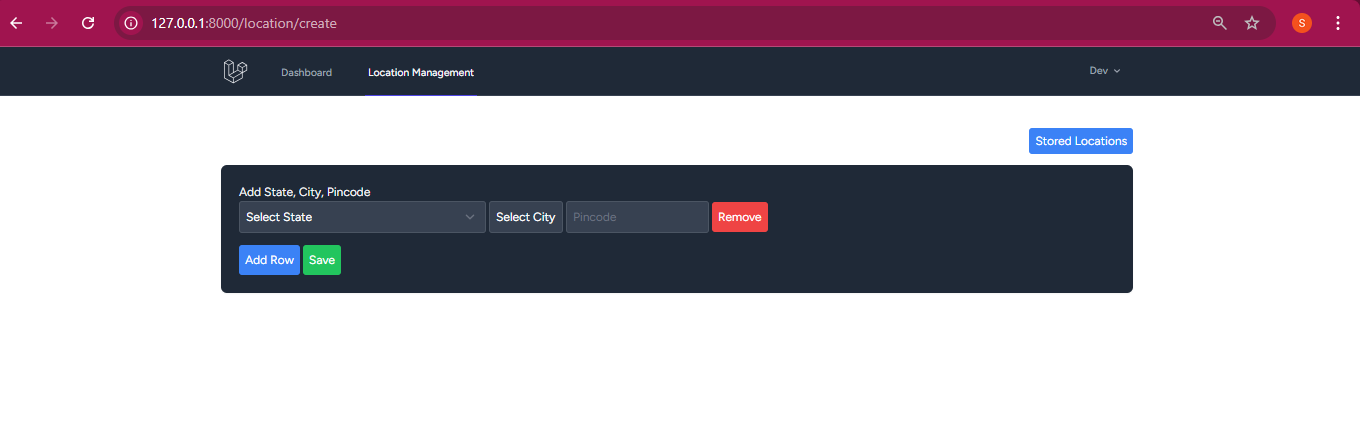 127.0.0.1:8000/location/create
S
Dashboard Location Management Dev
Stored Locations
Add State, City, Pincode
Select State Select City Pincode Remove
Add Row Save